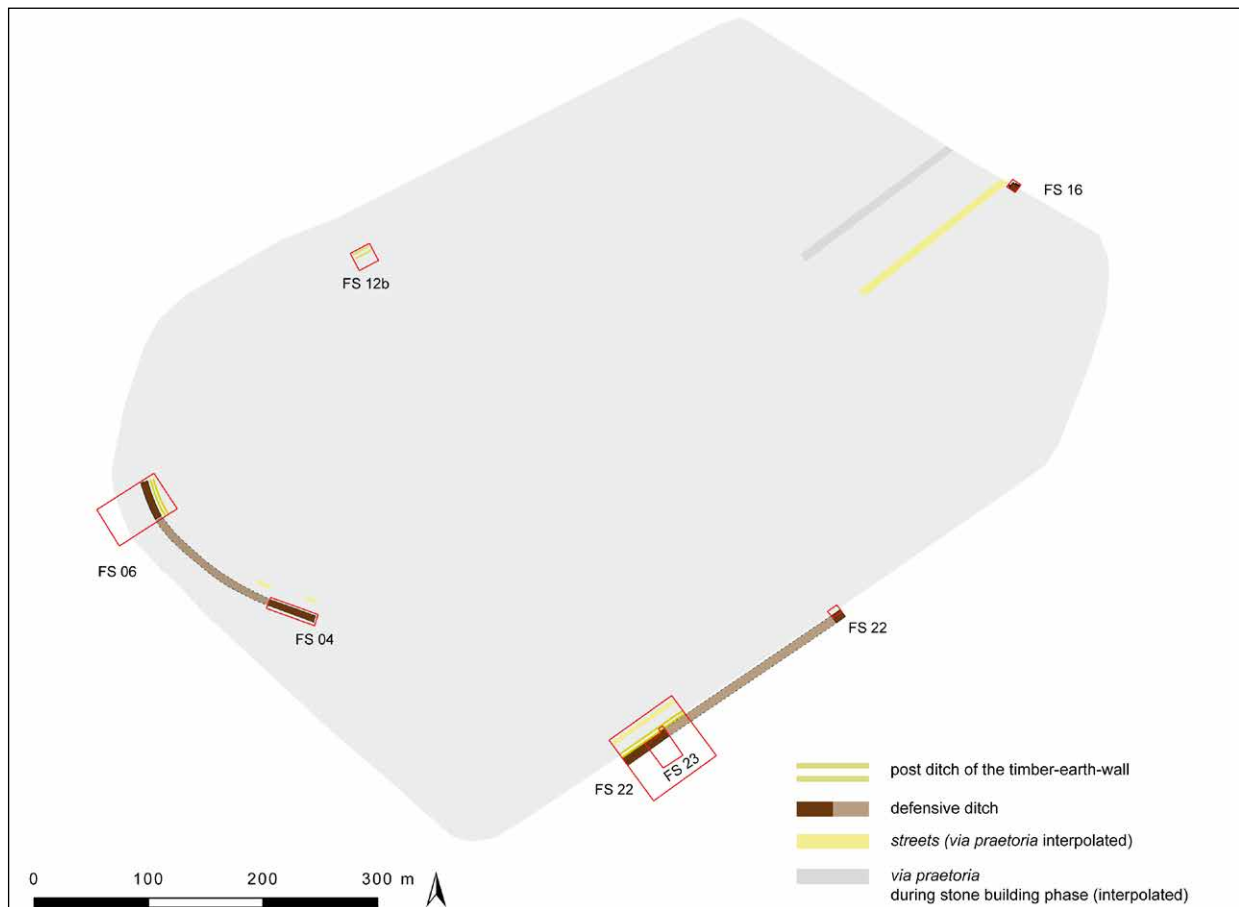 FS 16
FS 12b
FS 06
FS 04
FS 22
FS 23
FS 22
post ditch of the timber-earth-wall
defensive ditch
streets (via praetoria interpolated)
via praetoria
during stone building phase (interpolated)
0 100 200 300 m